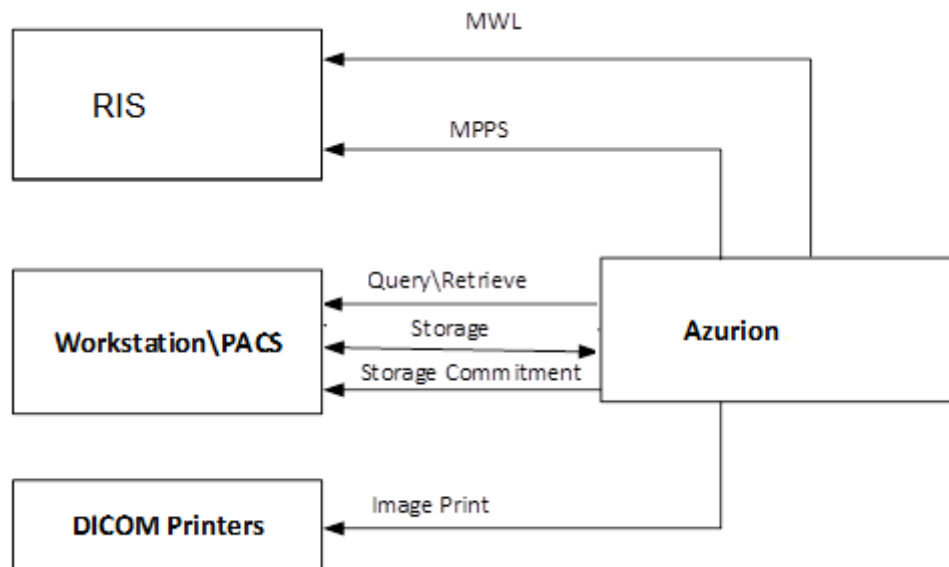 MWL
RIS
MPPS
Query\Retrieve
Workstation\PACS
Storage
Azurion
Storage Commitment
DICOM Printers
Image Print